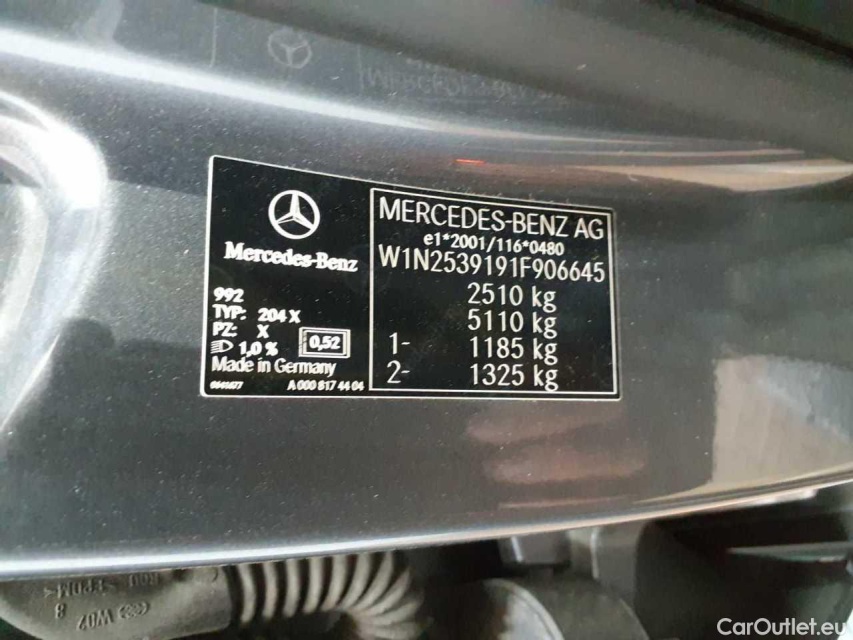 Mercedes-Benz
992
TYP: 204 X
PZ: X
1,0 % 0,52
Made in Germany
A 000 817 44 04
MERCEDES-BENZ AG
e1*2001/116*0480
W1N2539191F906645
2510 kg
5110 kg
1- 1185 kg
2- 1325 kg
CarOutlet.eu